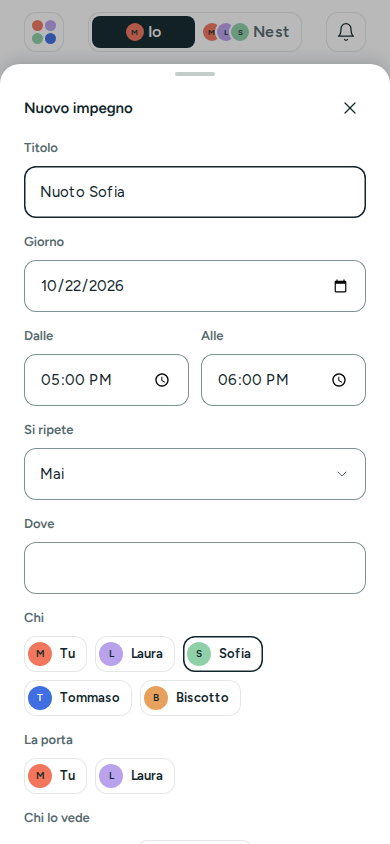 M Io M L S Nest
Nuovo impegno
Titolo
Nuoto Sofia
Giorno
10/22/2026
Dalle Alle
05:00 PM 06:00 PM
Si ripete
Mai
Dove
Chi
M Tu L Laura S Sofia
T Tommaso B Biscotto
La porta
M Tu L Laura
Chi lo vede